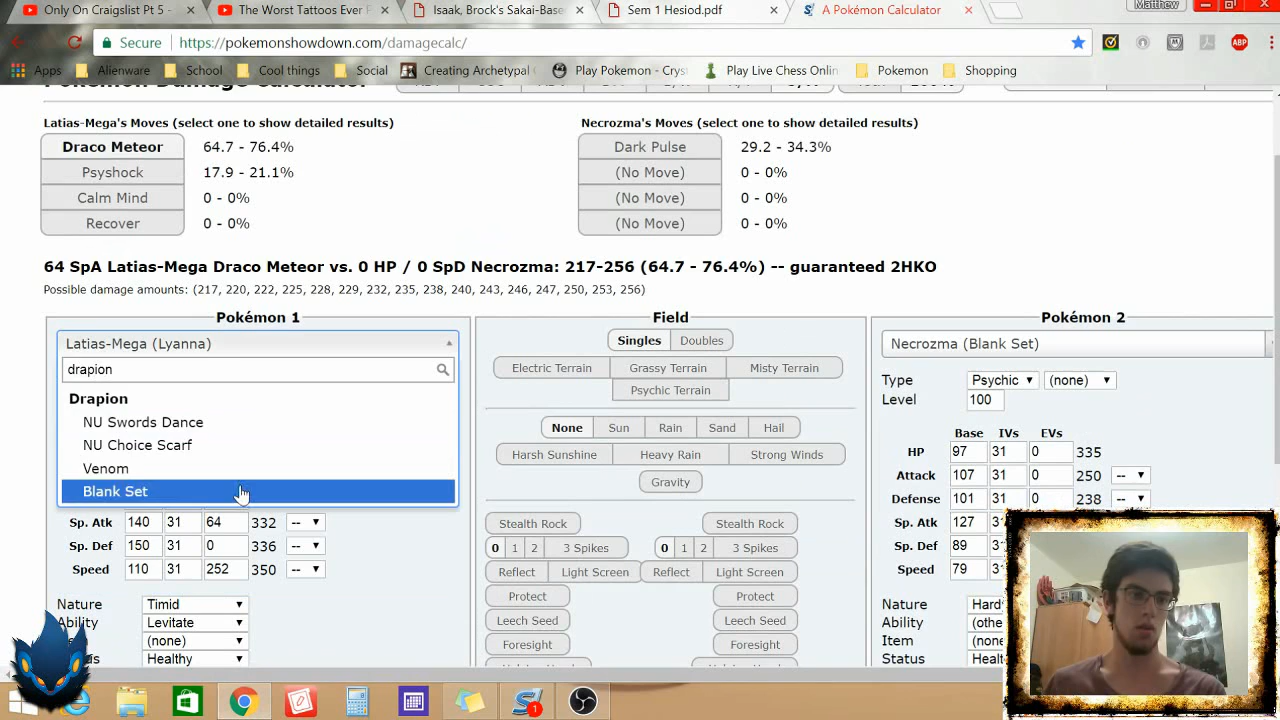 Only On Craigslist Pt 5 - × The Worst Tattoos Ever F × Isaak, Brock's Sakai-Base × Sem 1 Hesiod.pdf × A Pokémon Calculator × Matthew
Secure https://pokemonshowdown.com/damagecalc/ ABP
Apps Alienware School Cool things Social Creating Archetypal Play Pokemon - Crys Play Live Chess Onlin Pokemon Shopping
Latias-Mega's Moves (select one to show detailed results) Necrozma's Moves (select one to show detailed results)
Draco Meteor 64.7 - 76.4% Dark Pulse 29.2 - 34.3%
Psyshock 17.9 - 21.1% (No Move) 0 - 0%
Calm Mind 0 - 0% (No Move) 0 - 0%
Recover 0 - 0% (No Move) 0 - 0%
64 SpA Latias-Mega Draco Meteor vs. 0 HP / 0 SpD Necrozma: 217-256 (64.7 - 76.4%) -- guaranteed 2HKO
Possible damage amounts: (217, 220, 222, 225, 228, 229, 232, 235, 238, 240, 243, 246, 247, 250, 253, 256)
Pokémon 1 Field Pokémon 2
Latias-Mega (Lyanna) Singles Doubles Necrozma (Blank Set)
drapion Electric Terrain Grassy Terrain Misty Terrain Type Psychic (none)
Drapion Psychic Terrain Level 100
NU Swords Dance None Sun Rain Sand Hail Base IVs EVs
NU Choice Scarf Harsh Sunshine Heavy Rain Strong Winds HP 97 31 0 335
Venom Gravity Attack 107 31 0 250 --
Blank Set Defense 101 31 0 238 --
Sp. Atk 140 31 64 332 -- Stealth Rock Stealth Rock Sp. Atk 127
Sp. Def 150 31 0 336 -- 0 1 2 3 Spikes 0 1 2 3 Spikes Sp. Def 89
Speed 110 31 252 350 -- Reflect Light Screen Reflect Light Screen Speed 79
Protect Protect
Nature Timid Leech Seed Leech Seed Nature
Ability Levitate Foresight Foresight Ability
(none) Item
Healthy Status
1